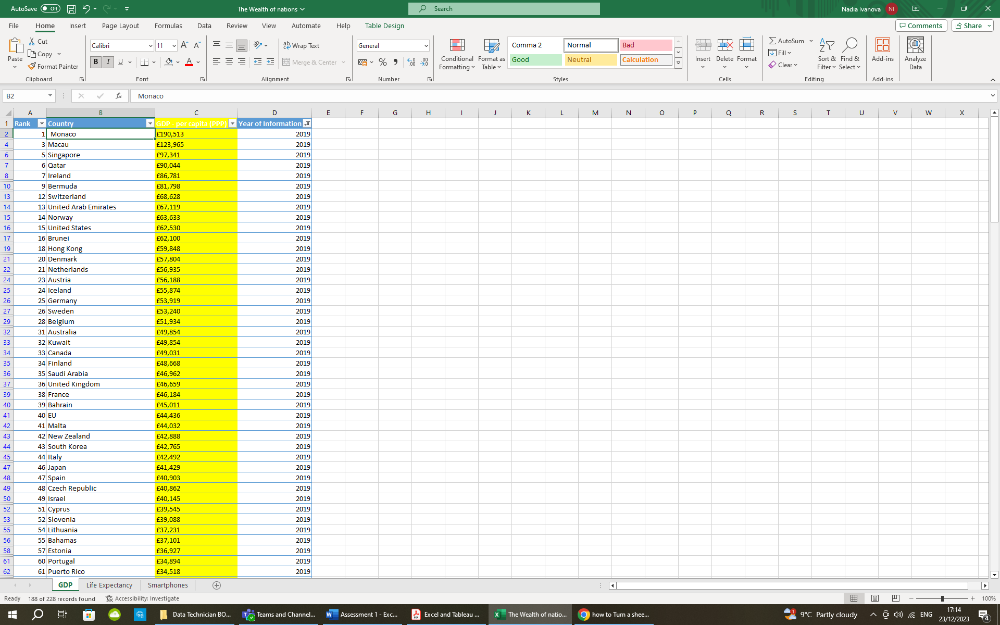 AutoSave Off The Wealth of nations Search Nadia Ivanova NI
File Home Insert Page Layout Formulas Data Review View Automate Help Table Design Comments Share
Paste Cut Copy Format Painter Clipboard
Calibri 11 B I U Font
Wrap Text Merge & Center Alignment
General % Number
Conditional Formatting Format as Table Comma 2 Normal Bad Good Neutral Calculation Styles
Insert Delete Format Cells
AutoSum Fill Clear Sort & Filter Find & Select Editing
Add-ins Add-ins Analyze Data
B2 fx Monaco
A B C D E F G H I J K L M N O P Q R S T U V W X
1 Rank Country GDP - per capita (PPP) Year of Information
2 1 Monaco £190,513 2019
4 3 Macau £123,965 2019
6 5 Singapore £97,341 2019
7 6 Qatar £90,044 2019
8 7 Ireland £86,781 2019
10 9 Bermuda £81,798 2019
13 12 Switzerland £68,628 2019
14 13 United Arab Emirates £67,119 2019
15 14 Norway £63,633 2019
16 15 United States £62,530 2019
17 16 Brunei £62,100 2019
19 18 Hong Kong £59,848 2019
21 20 Denmark £57,804 2019
22 21 Netherlands £56,935 2019
24 23 Austria £56,188 2019
25 24 Iceland £55,874 2019
26 25 Germany £53,919 2019
27 26 Sweden £53,240 2019
29 28 Belgium £51,934 2019
32 31 Australia £49,854 2019
33 32 Kuwait £49,854 2019
34 33 Canada £49,031 2019
35 34 Finland £48,668 2019
36 35 Saudi Arabia £46,962 2019
37 36 United Kingdom £46,659 2019
39 38 France £46,184 2019
40 39 Bahrain £45,011 2019
41 40 EU £44,436 2019
42 41 Malta £44,032 2019
43 42 New Zealand £42,888 2019
44 43 South Korea £42,765 2019
45 44 Italy £42,492 2019
47 46 Japan £41,429 2019
48 47 Spain £40,903 2019
49 48 Czech Republic £40,862 2019
50 49 Israel £40,145 2019
52 51 Cyprus £39,545 2019
53 52 Slovenia £39,088 2019
55 54 Lithuania £37,231 2019
56 55 Bahamas £37,101 2019
58 57 Estonia £36,927 2019
61 60 Portugal £34,894 2019
62 61 Puerto Rico £34,518 2019
GDP Life Expectancy Smartphones
Ready 188 of 228 records found Accessibility: Investigate 100%
Data Technician BO... Teams and Channel... Assessment 1 - Exc... Excel and Tableau ... The Wealth of natio... how to Turn a shee... 1 9°C Partly cloudy ENG 17:14 4
23/12/2023